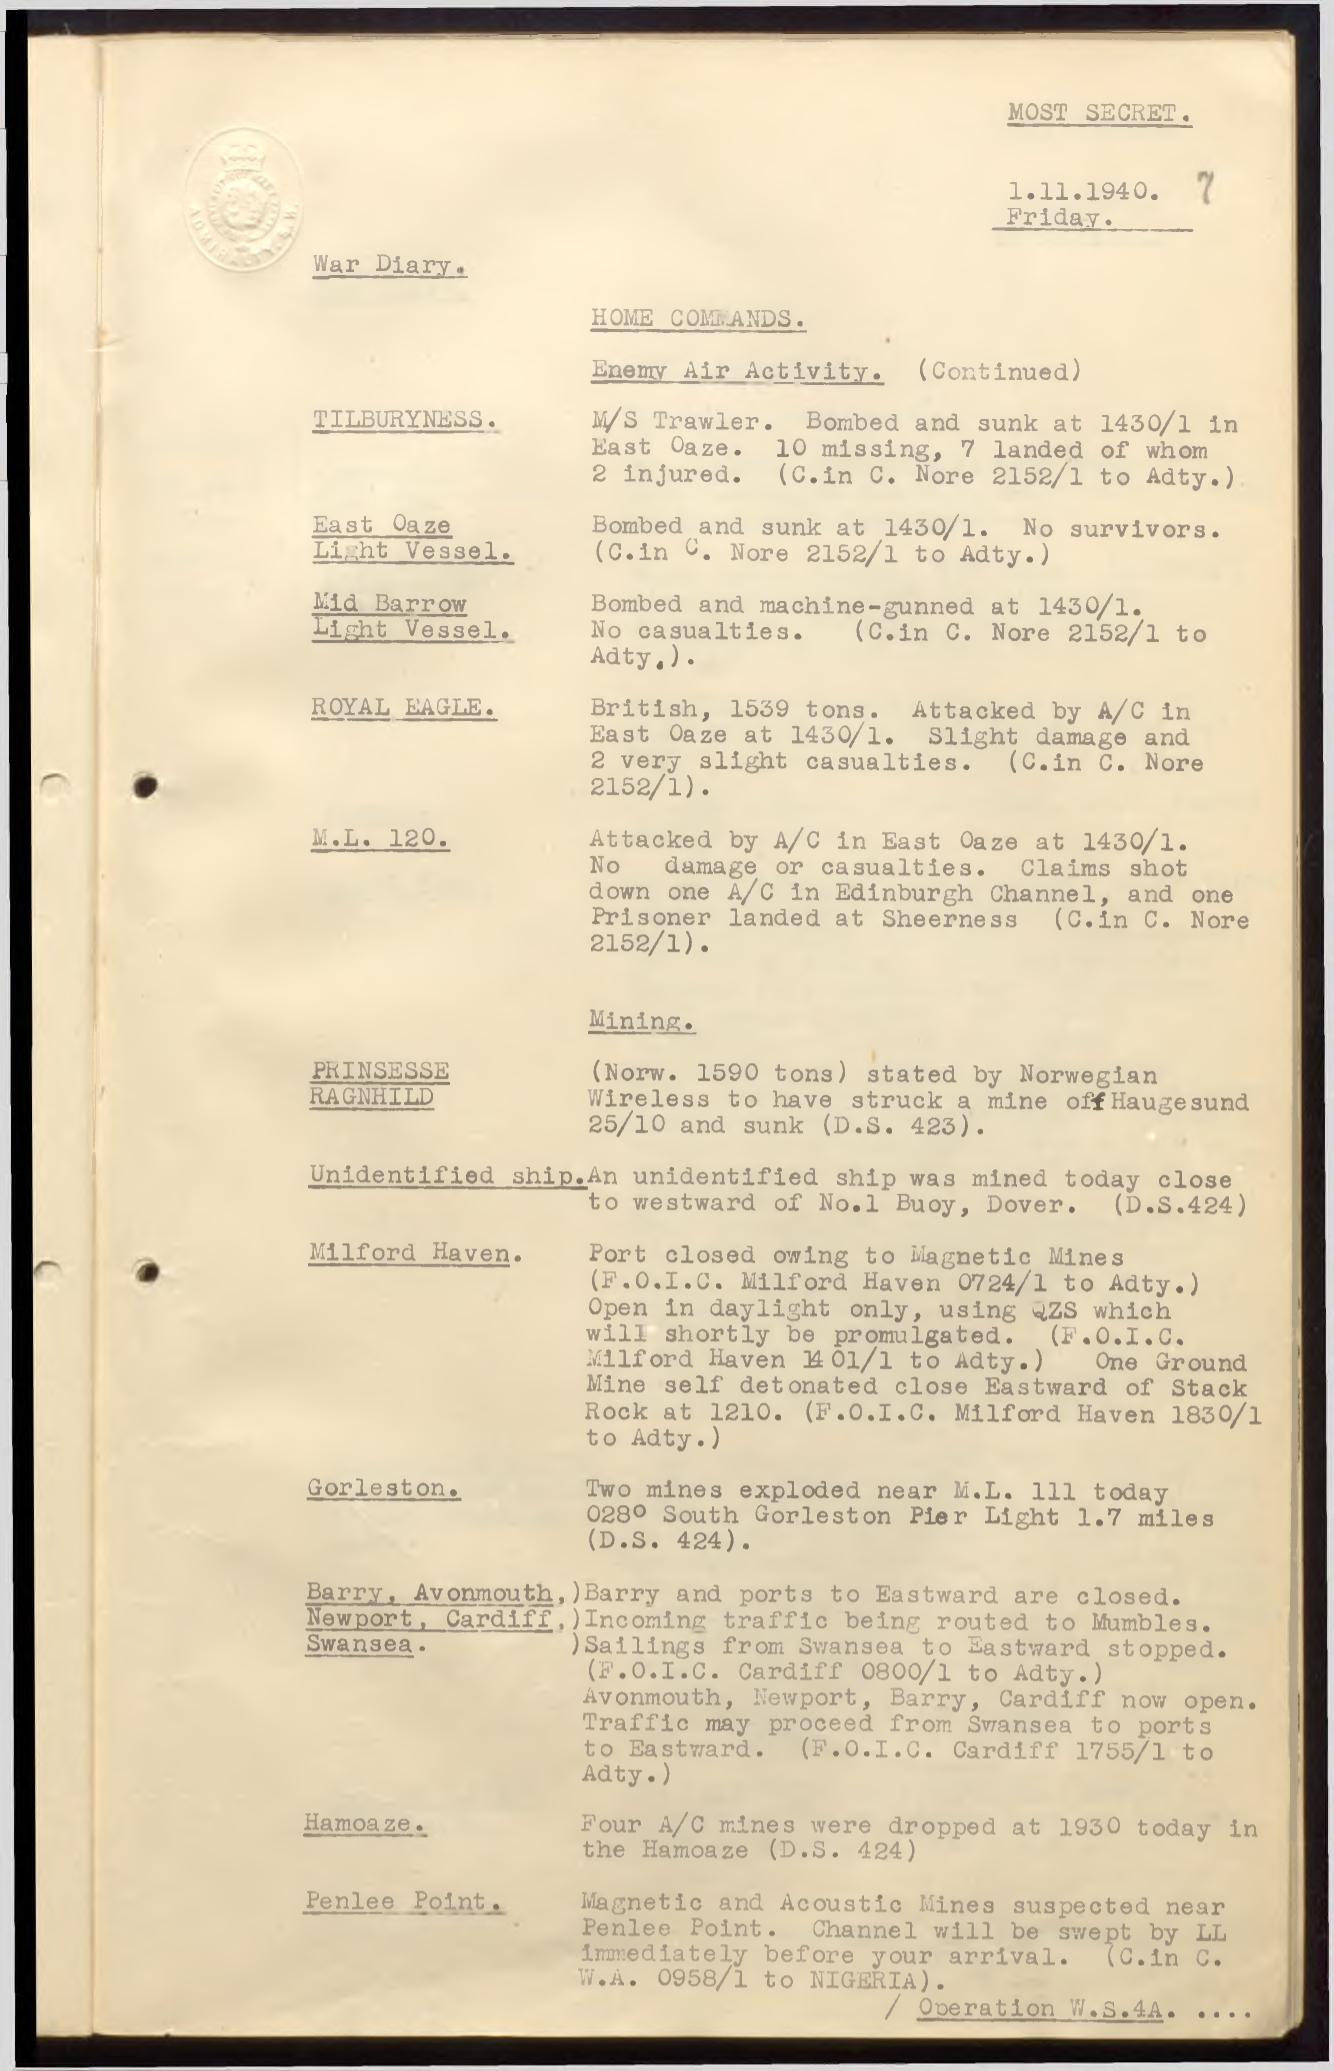 MOST SECRET.
1.11.1940. 7
Friday.
ADMIRALTY. S.W.
War Diary.
HOME COMMANDS.
Enemy Air Activity. (Continued)
TILBURYNESS. M/S Trawler. Bombed and sunk at 1430/1 in
East Oaze. 10 missing, 7 landed of whom
2 injured. (C.in C. Nore 2152/1 to Adty.)
East Oaze Bombed and sunk at 1430/1. No survivors.
Light Vessel. (C.in C. Nore 2152/1 to Adty.)
Mid Barrow Bombed and machine-gunned at 1430/1.
Light Vessel. No casualties. (C.in C. Nore 2152/1 to
Adty.).
ROYAL EAGLE. British, 1539 tons. Attacked by A/C in
East Oaze at 1430/1. Slight damage and
2 very slight casualties. (C.in C. Nore
2152/1).
M.L. 120. Attacked by A/C in East Oaze at 1430/1.
No damage or casualties. Claims shot
down one A/C in Edinburgh Channel, and one
Prisoner landed at Sheerness (C.in C. Nore
2152/1).
Mining.
PRINSESSE (Norw. 1590 tons) stated by Norwegian
RAGNHILD Wireless to have struck a mine off Haugesund
25/10 and sunk (D.S. 423).
Unidentified ship. An unidentified ship was mined today close
to westward of No.1 Buoy, Dover. (D.S.424)
Milford Haven. Port closed owing to Magnetic Mines
(F.O.I.C. Milford Haven 0724/1 to Adty.)
Open in daylight only, using QZS which
will shortly be promulgated. (F.O.I.C.
Milford Haven 1401/1 to Adty.) One Ground
Mine self detonated close Eastward of Stack
Rock at 1210. (F.O.I.C. Milford Haven 1830/1
to Adty.)
Gorleston. Two mines exploded near M.L. 111 today
028° South Gorleston Pier Light 1.7 miles
(D.S. 424).
Barry, Avonmouth,)Barry and ports to Eastward are closed.
Newport, Cardiff,)Incoming traffic being routed to Mumbles.
Swansea. )Sailings from Swansea to Eastward stopped.
(F.O.I.C. Cardiff 0800/1 to Adty.)
Avonmouth, Newport, Barry, Cardiff now open.
Traffic may proceed from Swansea to ports
to Eastward. (F.O.I.C. Cardiff 1755/1 to
Adty.)
Hamoaze. Four A/C mines were dropped at 1930 today in
the Hamoaze (D.S. 424)
Penlee Point. Magnetic and Acoustic Mines suspected near
Penlee Point. Channel will be swept by LL
immediately before your arrival. (C.in C.
W.A. 0958/1 to NIGERIA).
/ Operation W.S.4A. ....